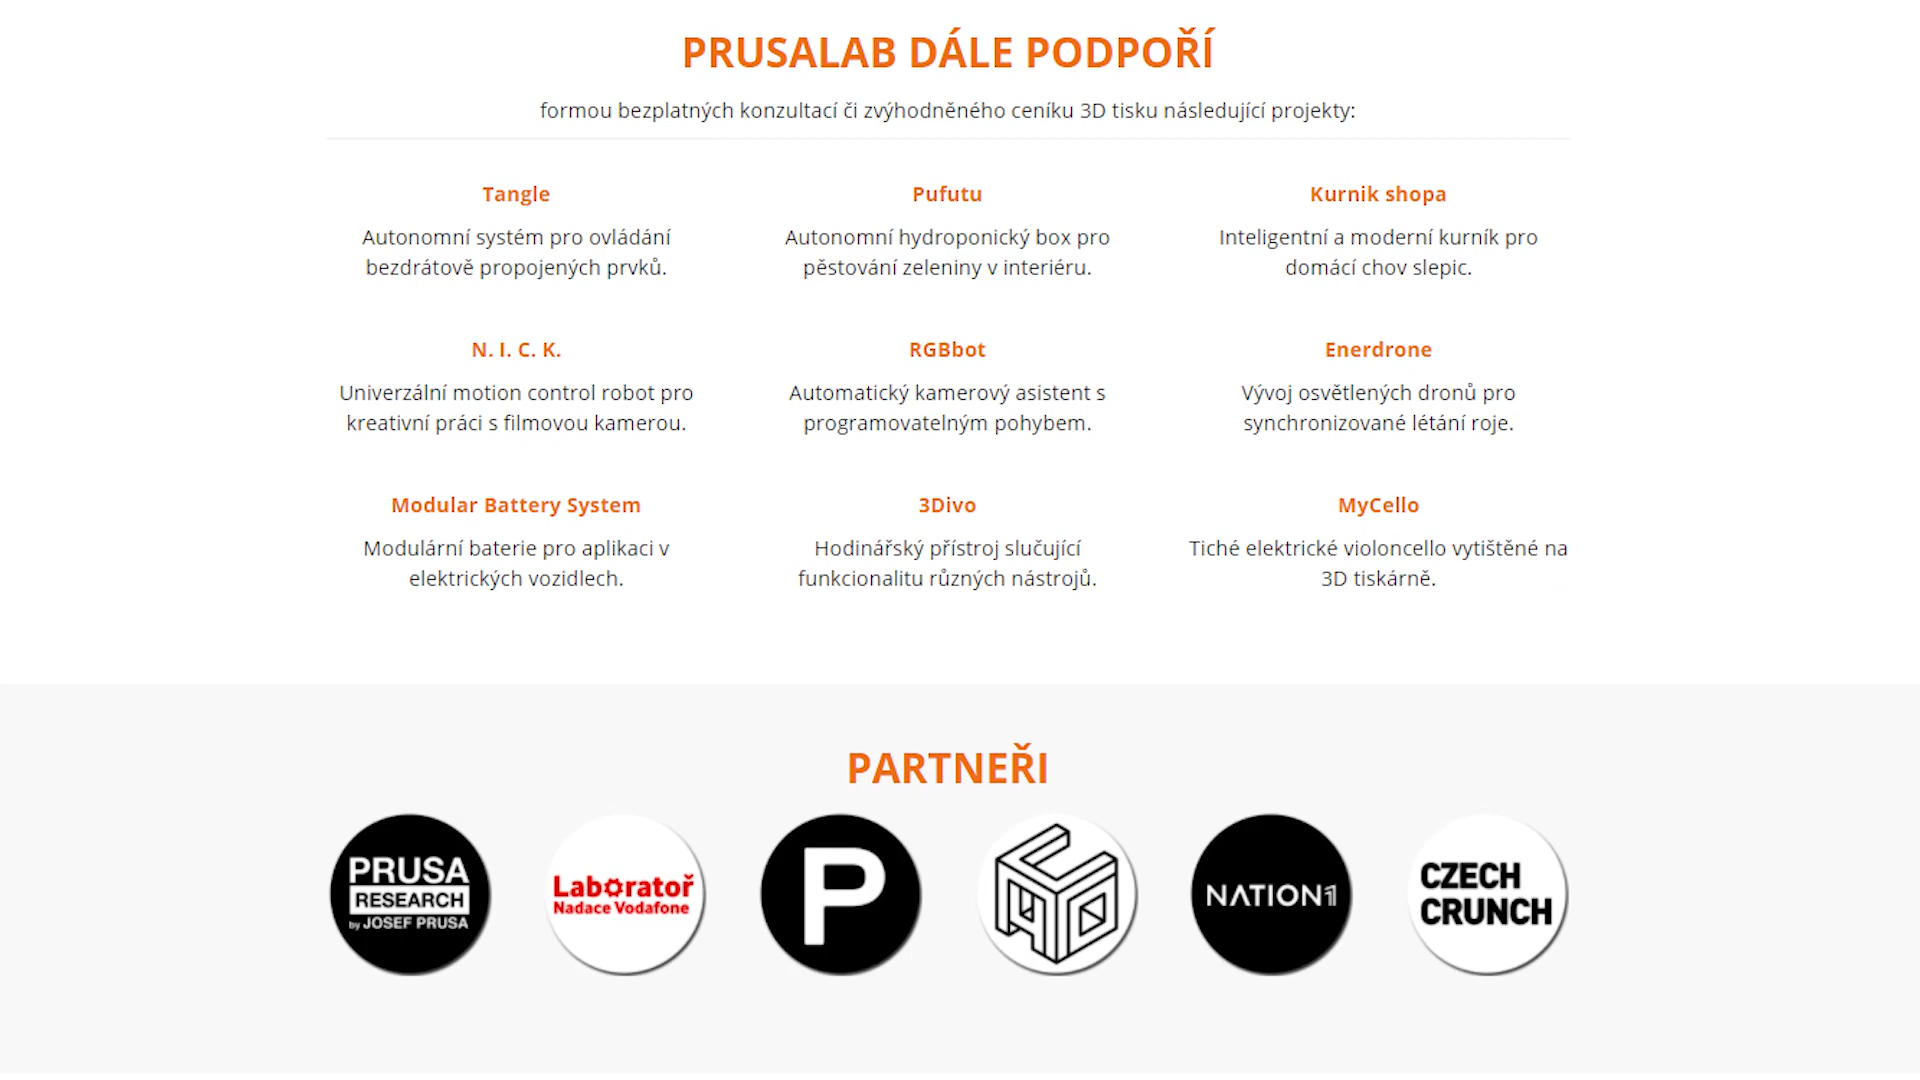 PRUSALAB DÁLE PODPOŘÍ
formou bezplatných konzultací či zvýhodněného ceníku 3D tisku následující projekty:
Tangle
Autonomní systém pro ovládání
bezdrátově propojených prvků.
Pufutu
Autonomní hydroponický box pro
pěstování zeleniny v interiéru.
Kurnik shopa
Inteligentní a moderní kurník pro
domácí chov slepic.
N. I. C. K.
Univerzální motion control robot pro
kreativní práci s filmovou kamerou.
RGBbot
Automatický kamerový asistent s
programovatelným pohybem.
Enerdrone
Vývoj osvětlených dronů pro
synchronizované létání roje.
Modular Battery System
Modulární baterie pro aplikaci v
elektrických vozidlech.
3Divo
Hodinářský přístroj slučující
funkcionalitu různých nástrojů.
MyCello
Tiché elektrické violoncello vytištěné na
3D tiskárně.
PARTNEŘI
PRUSA
RESEARCH
by JOSEF PRUSA
Laboratoř
Nadace Vodafone
P
NATION1
CZECH
CRUNCH